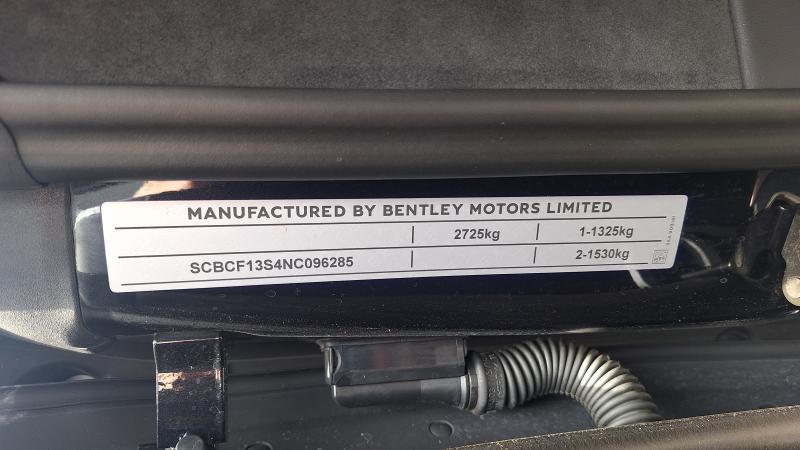 MANUFACTURED BY BENTLEY MOTORS LIMITED
2725kg 1-1325kg
SCBCF13S4NC096285 2-1530kg